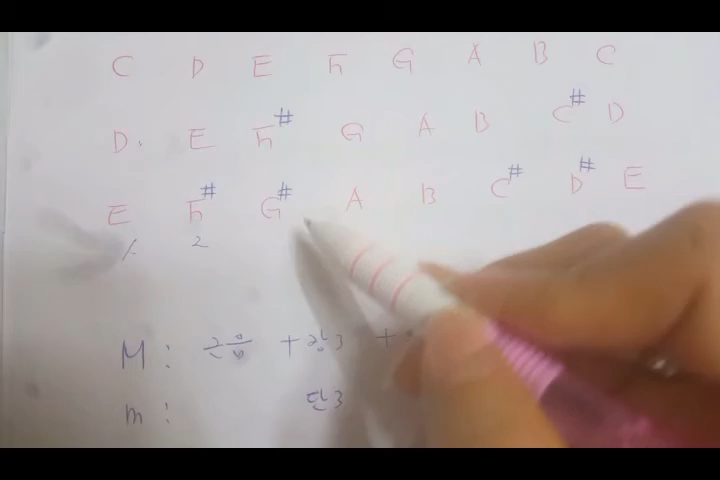 C D E F G A B C
D. E F# G A B C# D
E F# G# A B C# D# E
1 2
M : 근음 +장3 +
m : 단3